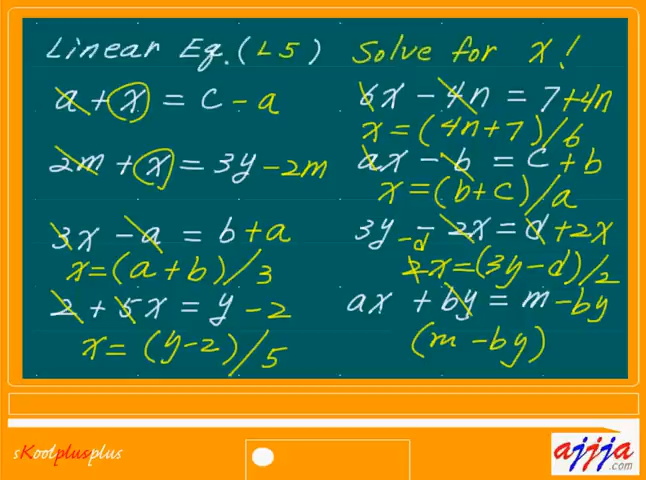 Linear Eq. (L5) Solve for x!
a + x = c - a
2m + x = 3y - 2m
3x - a = b + a
x = (a + b) / 3
2 + 5x = y - 2
x = (y - 2) / 5
6x - 4n = 7 + 4n
x = (4n + 7) / 6
ax - b = c + b
x = (b + c) / a
3y - d - 2x = d + 2x
2x = (3y - d) / 2
ax + by = m - by
(m - by)
sKoolplusplus
ajjja
.com